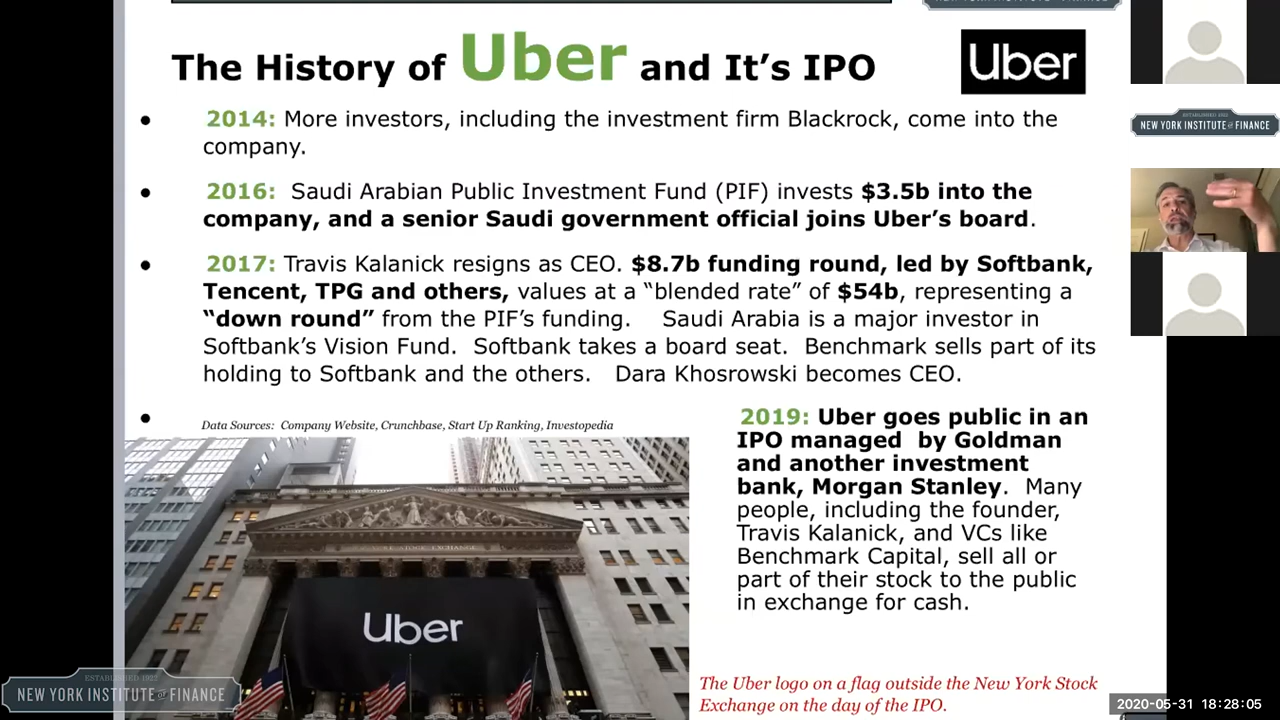 NEW YORK INSTITUTE of FINANCE
The History of Uber and It's IPO
Uber
2014: More investors, including the investment firm Blackrock, come into the
company.
2016: Saudi Arabian Public Investment Fund (PIF) invests $3.5b into the
company, and a senior Saudi government official joins Uber's board.
2017: Travis Kalanick resigns as CEO. $8.7b funding round, led by Softbank,
Tencent, TPG and others, values at a “blended rate” of $54b, representing a
“down round” from the PIF's funding. Saudi Arabia is a major investor in
Softbank's Vision Fund. Softbank takes a board seat. Benchmark sells part of its
holding to Softbank and the others. Dara Khosrowski becomes CEO.
Data Sources: Company Website, Crunchbase, Start Up Ranking, Investopedia
2019: Uber goes public in an
IPO managed by Goldman
and another investment
bank, Morgan Stanley. Many
people, including the founder,
Travis Kalanick, and VCs like
Benchmark Capital, sell all or
part of their stock to the public
in exchange for cash.
Uber
The Uber logo on a flag outside the New York Stock
Exchange on the day of the IPO.
ESTABLISHED 1922
NEW YORK INSTITUTE of FINANCE
ESTABLISHED 1922
NEW YORK INSTITUTE of FINANCE
2020-05-31 18:28:05